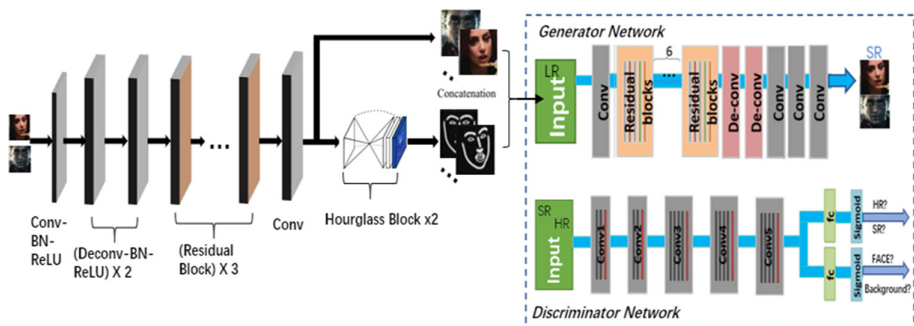 Conv-
BN-
ReLU
(Deconv-BN-
ReLU) X 2
(Residual
Block) X 3
Conv
Hourglass Block x2
Concatenation
Generator Network
LR
Input
Conv
Residual
blocks
6
...
Residual
blocks
De-conv
De-conv
Conv
Conv
Conv
SR
SR
HR
Input
Conv1
Conv2
Conv3
Conv4
Conv5
fc
Sigmoid
HR?
SR?
fc
Sigmoid
FACE?
Background?
Discriminator Network